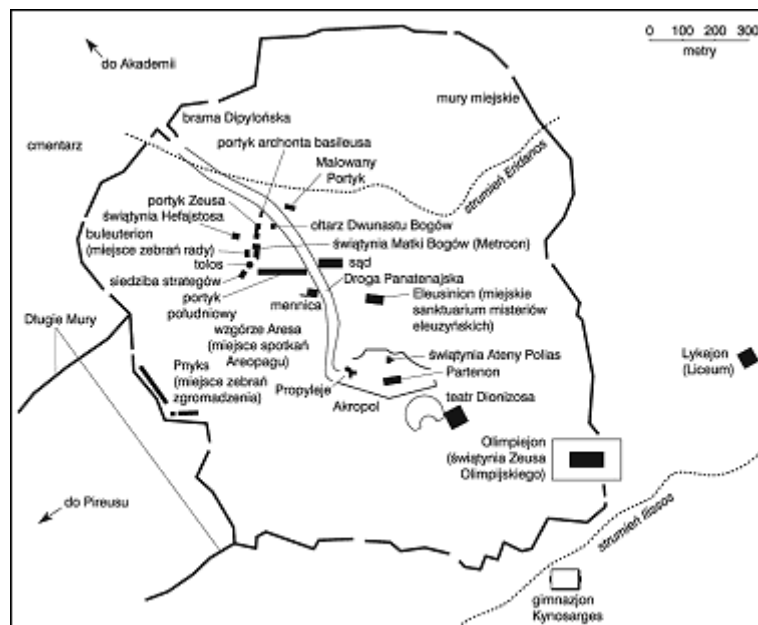 0 100 200 300
metry
do Akademii
mury miejskie
brama Dipylońska
portyk archonta basileusa
cmentarz
Malowany
Portyk
strumień Eridanos
portyk Zeusa
świątynia Hefajstosa
ołtarz Dwunastu Bogów
buleuterion
(miejsce zebrań rady)
świątynia Matki Bogów (Metroon)
tolos
sąd
siedziba strategów
Droga Panatenajska
portyk
południowy
mennica
Eleusinion (miejskie
sanktuarium misteriów
eleuzyńskich)
Długie Mury
wzgórze Aresa
(miejsce spotkań
Areopagu)
świątynia Ateny Polias
Lykejon
(Liceum)
Pnyks
(miejsce zebrań
zgromadzenia)
Propyleje
Partenon
Akropol
teatr Dionizosa
Olimpiejon
(świątynia Zeusa
Olimpijskiego)
do Pireusu
strumień Ilissos
gimnazjon
Kynosarges